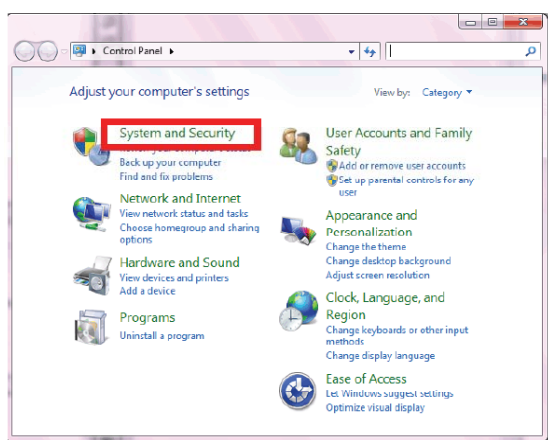 Control Panel
Adjust your computer's settings
View by: Category
System and Security
Back up your computer
Find and fix problems
Network and Internet
View network status and tasks
Choose homegroup and sharing
options
Hardware and Sound
View devices and printers
Add a device
Programs
Uninstall a program
User Accounts and Family
Safety
Add or remove user accounts
Set up parental controls for any
user
Appearance and
Personalization
Change the theme
Change desktop background
Adjust screen resolution
Clock, Language, and
Region
Change keyboards or other input
methods
Change display language
Ease of Access
Let Windows suggest settings
Optimize visual display